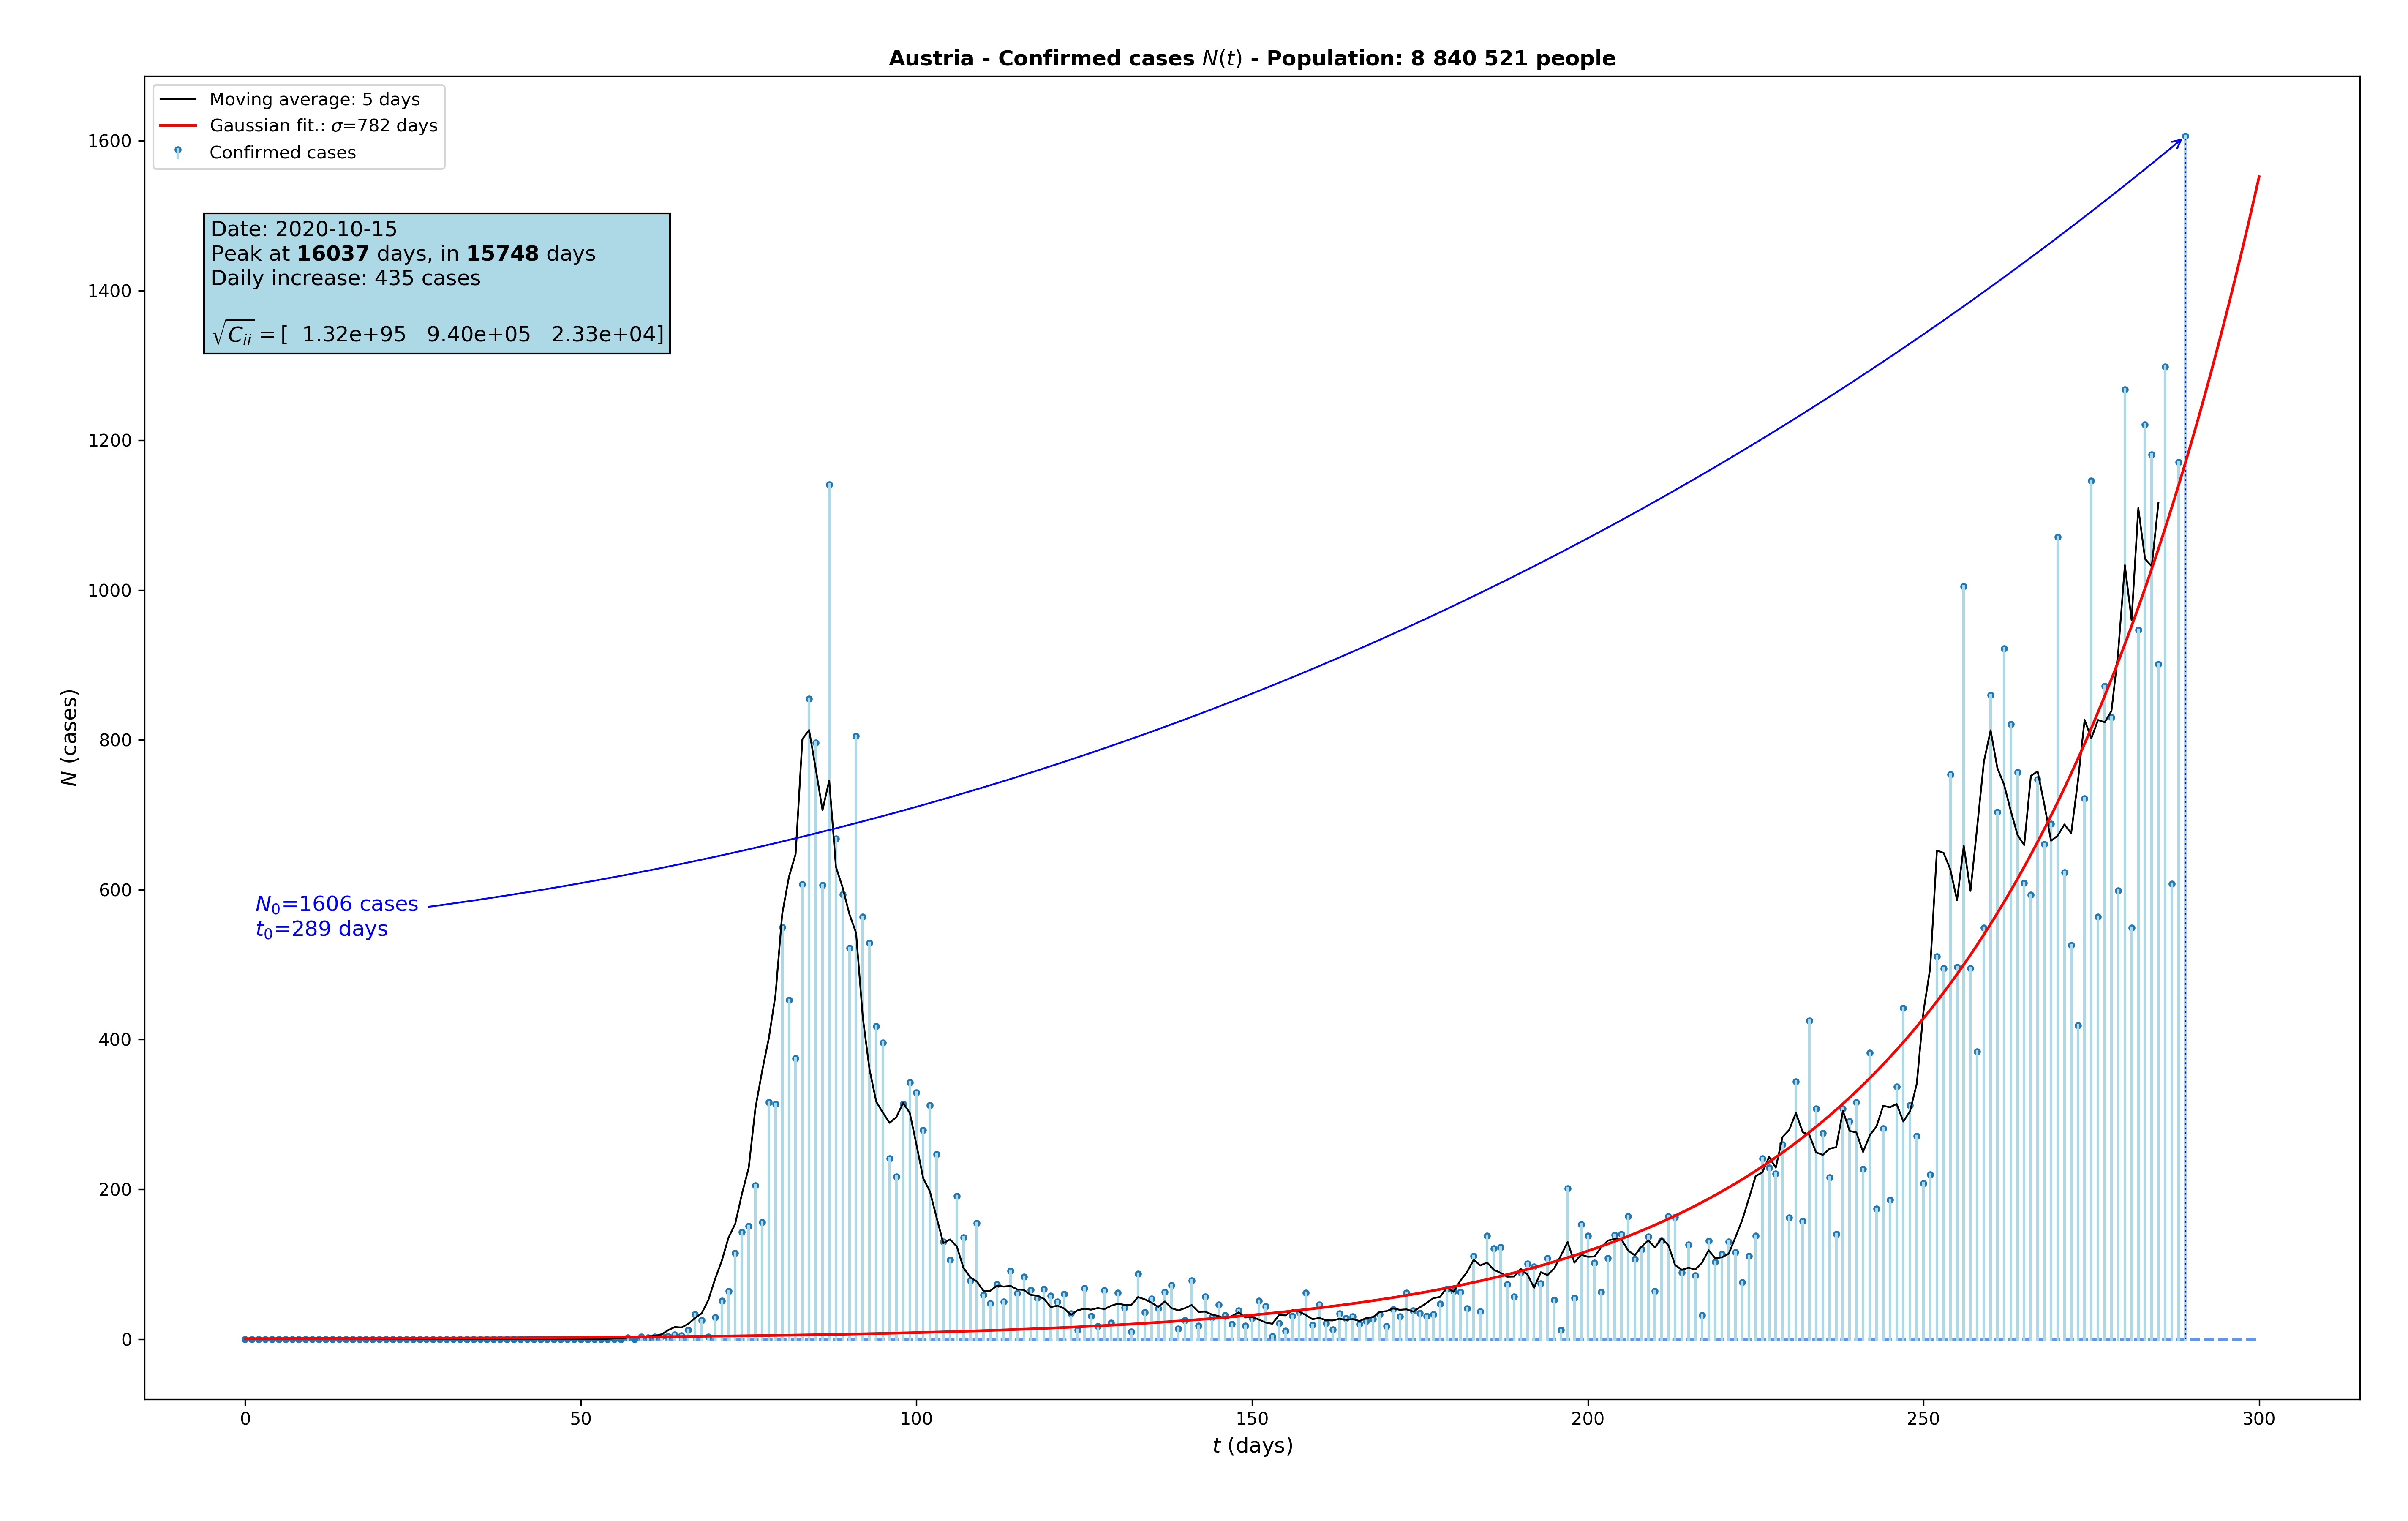 Austria - Confirmed cases N(t) - Population: 8 840 521 people
Moving average: 5 days
Gaussian fit.: σ=782 days
Confirmed cases
Date: 2020-10-15
Peak at 16037 days, in 15748 days
Daily increase: 435 cases
√Cᵢᵢ = [ 1.32e+95 9.40e+05 2.33e+04]
N₀=1606 cases
t₀=289 days
N (cases)
1600
1400
1200
1000
800
600
400
200
0
0 50 100 150 200 250 300
t (days)